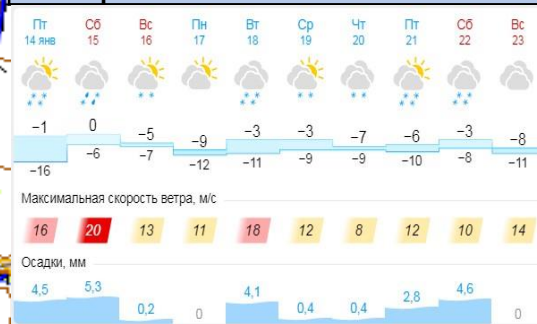 Пт Сб Вс Пн Вт Ср Чт Пт Сб Вс
14 янв 15 16 17 18 19 20 21 22 23
−1 0 −5 −9 −3 −3 −7 −6 −3 −8
−16 −6 −7 −12 −11 −9 −9 −10 −8 −11
Максимальная скорость ветра, м/с
16 20 13 11 18 12 8 12 10 14
Осадки, мм
4,5 5,3 0,2 0 4,1 0,4 0,4 2,8 4,6 0